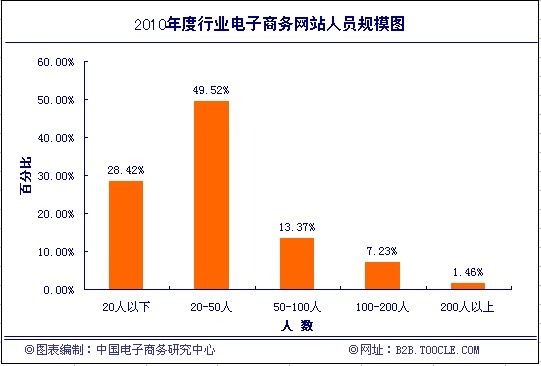 2010年度行业电子商务网站人员规模图
60.00%
50.00%
40.00%
30.00%
20.00%
10.00%
0.00%
百分比
28.42%
49.52%
13.37%
7.23%
1.46%
20人以下
20-50人
50-100人
100-200人
200人以上
人 数
©图表编制：中国电子商务研究中心
©网址：B2B.TOOCLE.COM